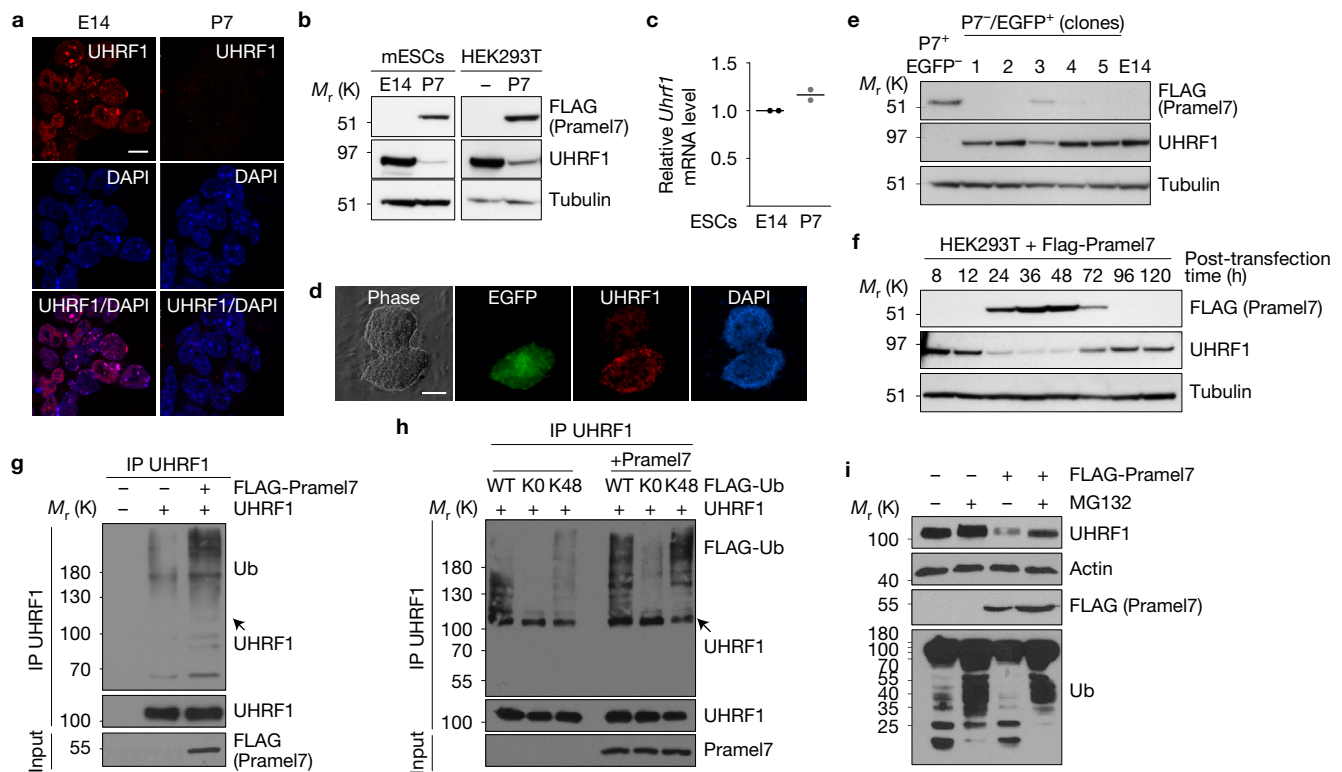 a
E14 P7
UHRF1 UHRF1
DAPI DAPI
UHRF1/DAPI UHRF1/DAPI
b
mESCs HEK293T
Mr (K) E14 P7 – P7
51 FLAG (Pramel7)
97 UHRF1
51 Tubulin
c
Relative Uhrf1 mRNA level
1.5
1.0
0.5
ESCs E14 P7
d
Phase EGFP UHRF1 DAPI
e
P7⁻/EGFP⁺ (clones)
P7⁺ EGFP⁻ 1 2 3 4 5 E14
Mr (K)
51 FLAG (Pramel7)
97 UHRF1
51 Tubulin
f
HEK293T + Flag-Pramel7
8 12 24 36 48 72 96 120 Post-transfection time (h)
Mr (K)
51 FLAG (Pramel7)
97 UHRF1
51 Tubulin
g
IP UHRF1
– – + FLAG-Pramel7
– + + UHRF1
Mr (K)
IP UHRF1
180 Ub
130
100 UHRF1
70
100 UHRF1
Input
55 FLAG (Pramel7)
h
IP UHRF1
+Pramel7
WT K0 K48 WT K0 K48 FLAG-Ub
+ + + + + + UHRF1
Mr (K)
IP UHRF1
FLAG-Ub
180
130
100 UHRF1
70
55
100 UHRF1
Input
Pramel7
i
– – + + FLAG-Pramel7
– + – + MG132
Mr (K)
100 UHRF1
40 Actin
55 FLAG (Pramel7)
180
100
70
55 Ub
40
35
25